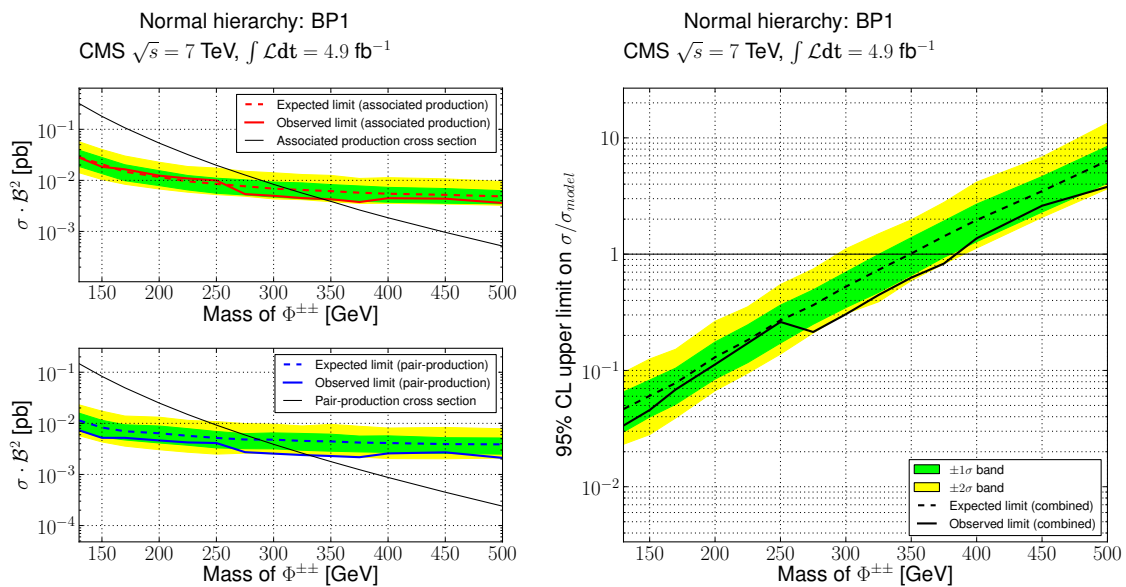 Normal hierarchy: BP1
CMS √s = 7 TeV, ∫ ℒdt = 4.9 fb⁻¹
σ · ℬ² [pb]
10⁻¹
10⁻²
10⁻³
Expected limit (associated production)
Observed limit (associated production)
Associated production cross section
150 200 250 300 350 400 450 500
Mass of Φ±± [GeV]
σ · ℬ² [pb]
10⁻¹
10⁻²
10⁻³
10⁻⁴
Expected limit (pair-production)
Observed limit (pair-production)
Pair-production cross section
150 200 250 300 350 400 450 500
Mass of Φ±± [GeV]
Normal hierarchy: BP1
CMS √s = 7 TeV, ∫ ℒdt = 4.9 fb⁻¹
95% CL upper limit on σ/σ_model
10
1
10⁻¹
10⁻²
±1σ band
±2σ band
Expected limit (combined)
Observed limit (combined)
150 200 250 300 350 400 450 500
Mass of Φ±± [GeV]